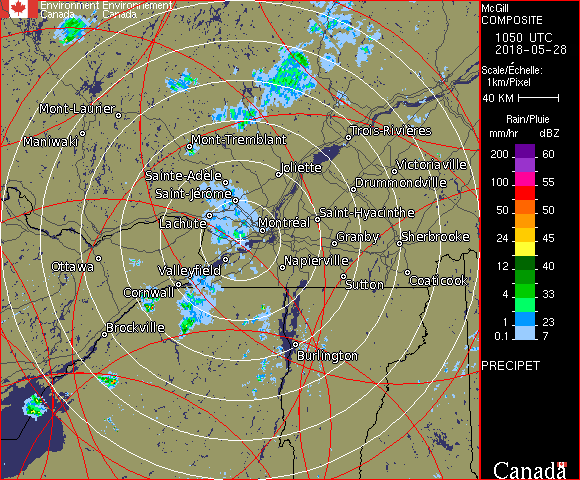 Environment Environnement
Canada Canada
McGill
COMPOSITE
1050 UTC
2018-05-28
Scale/Échelle:
1km/Pixel
40 KM
Rain/Pluie
mm/hr dBZ
200 60
100 55
50 50
24 45
12 40
4 33
1 23
0.1 7
PRECIPET
Canada
Mont-Laurier
Maniwaki
Mont-Tremblant
Trois-Rivières
Joliette
Victoriaville
Sainte-Adèle
Drummondville
Saint-Jérôme
Lachute
Montréal
Saint-Hyacinthe
Granby
Sherbrooke
Ottawa
Valleyfield
Napierville
Cornwall
Sutton
Coaticook
Brockville
Burlington